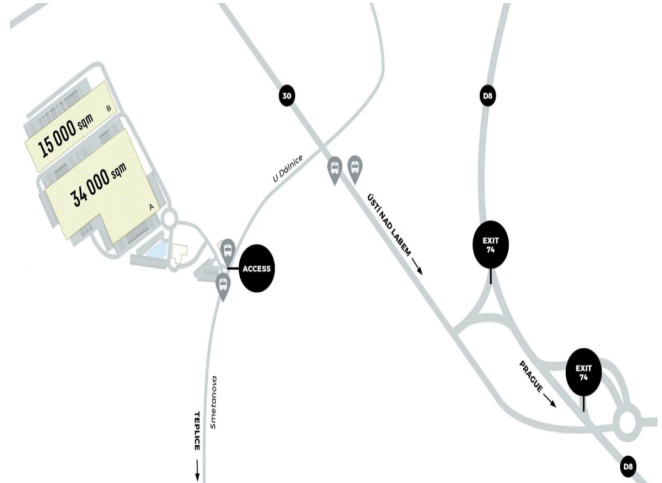 30
D8
15 000 sqm
B
34 000 sqm
A
U Dálnice
ÚSTÍ NAD LABEM
EXIT
74
ACCESS
PRAGUE
EXIT
74
Smetanova
TEPLICE
D8